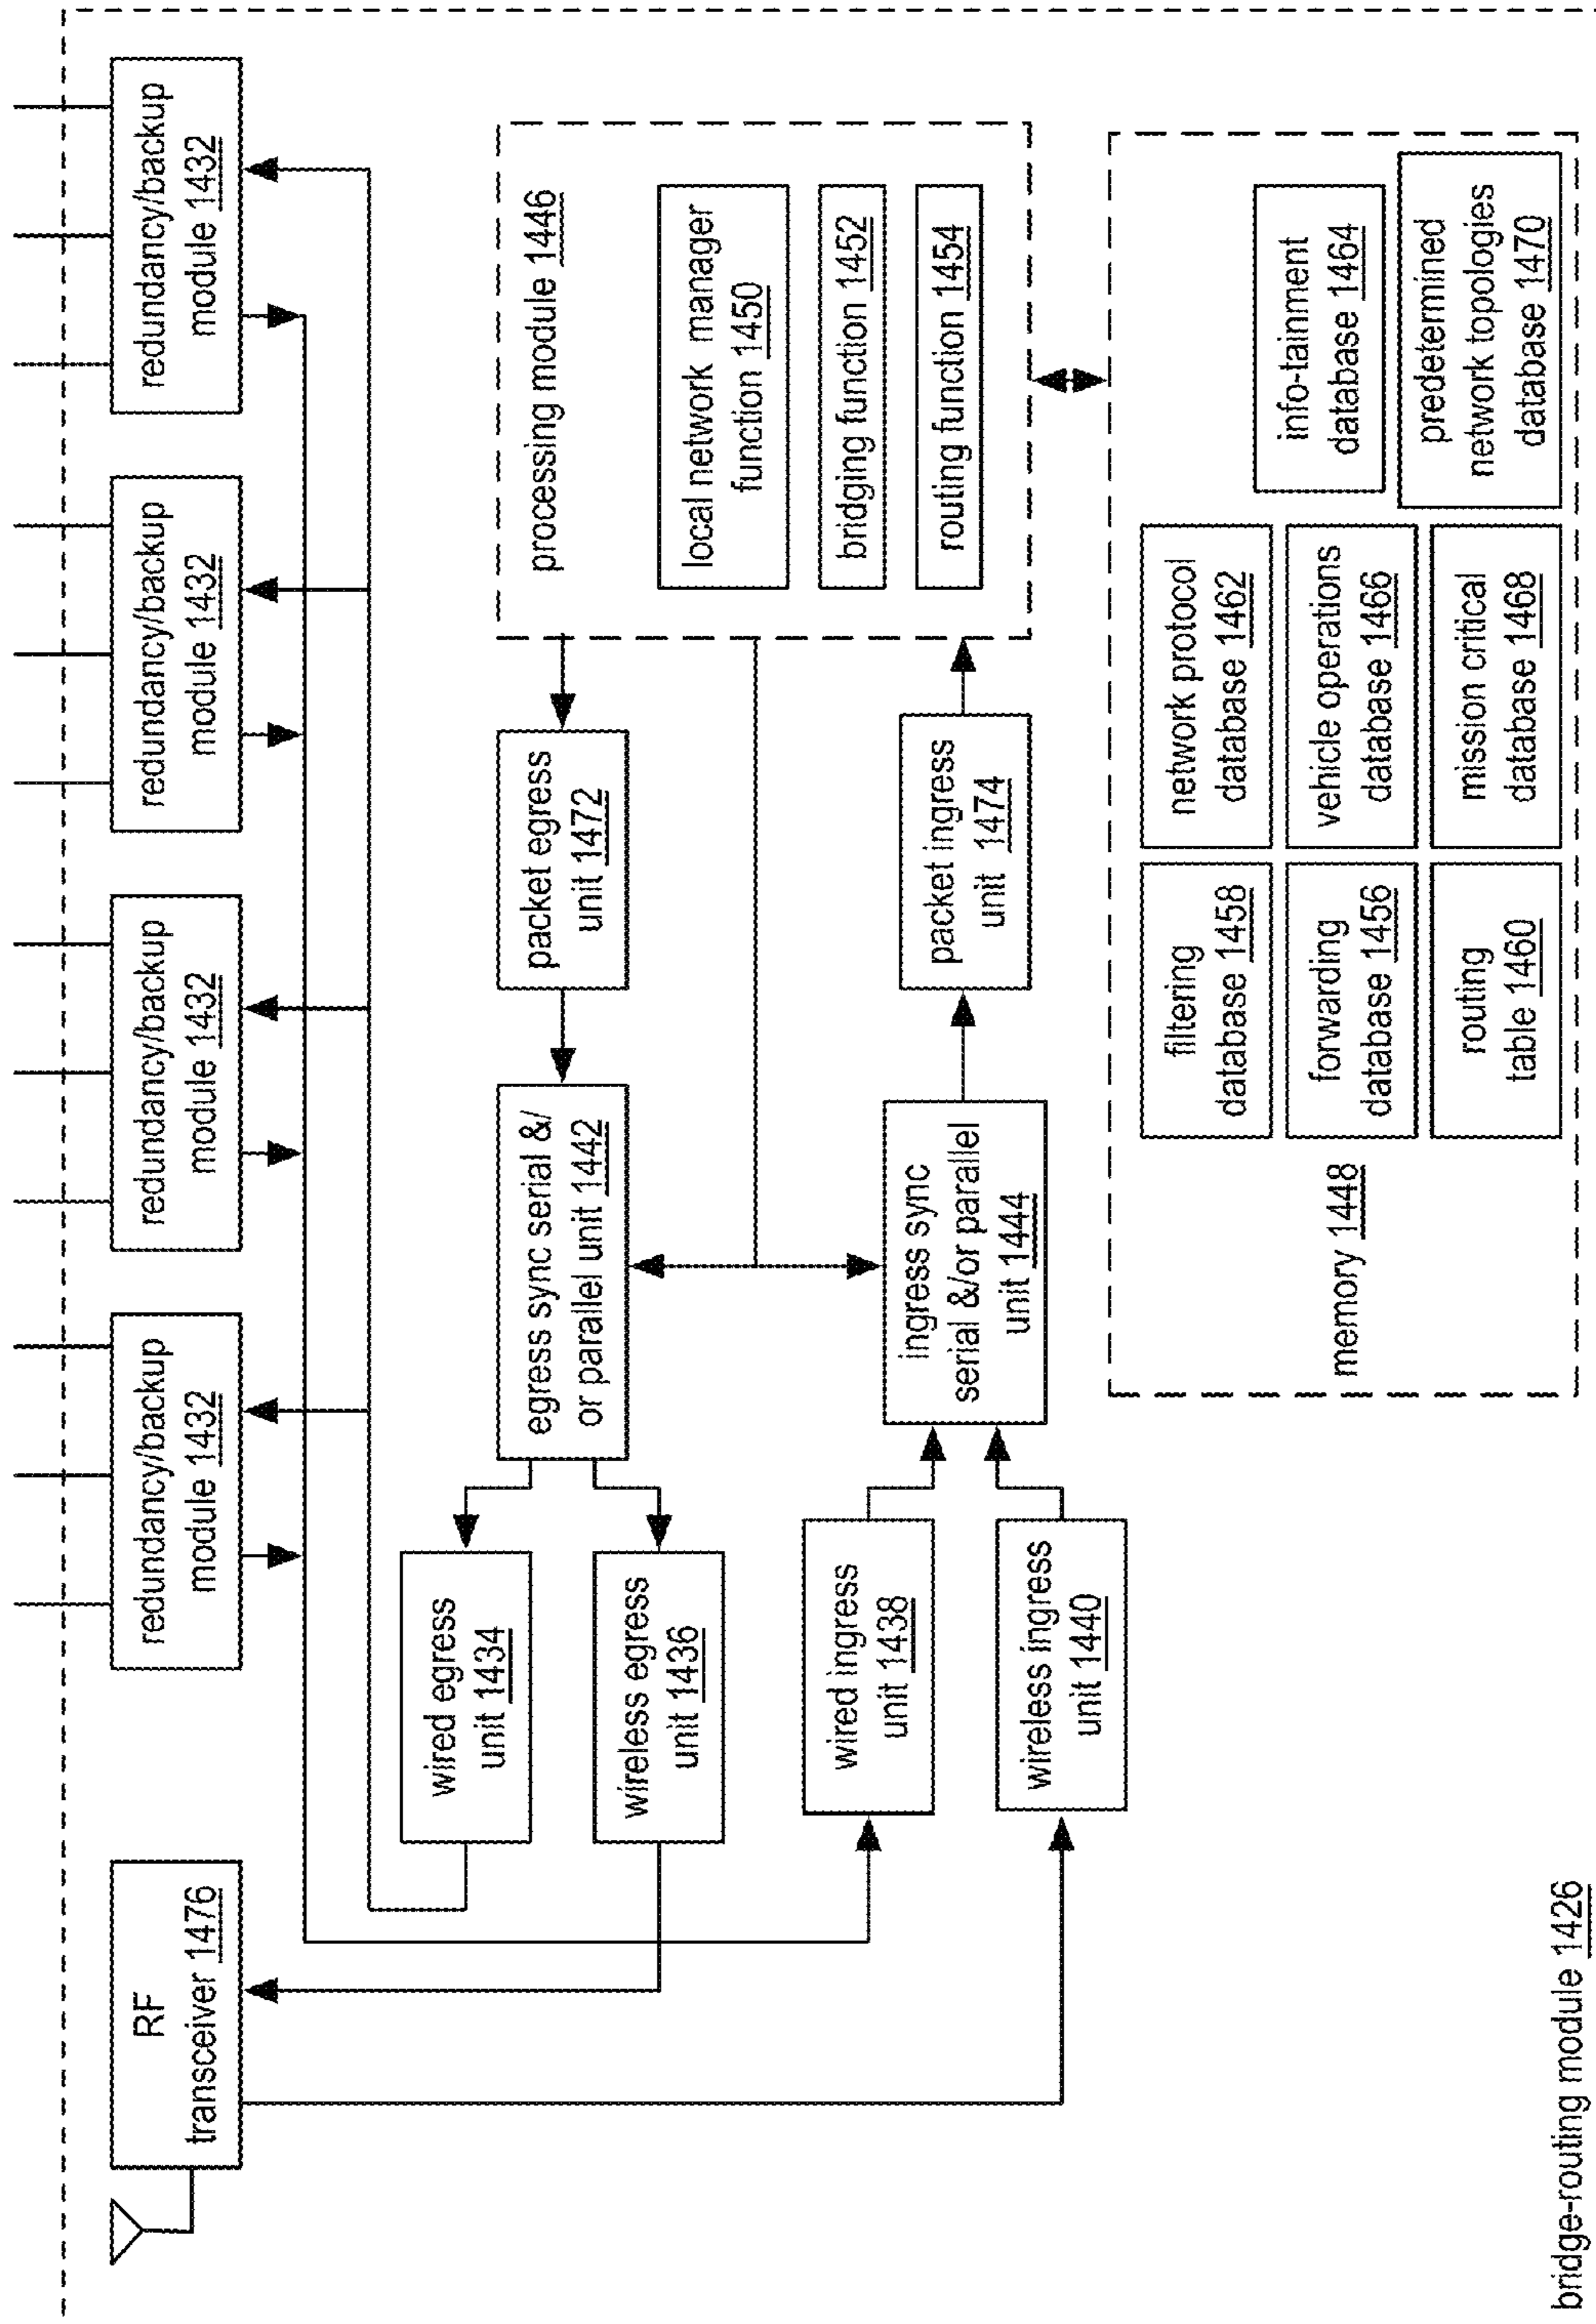 RF
transceiver 1476
redundancy/backup
module 1432
redundancy/backup
module 1432
redundancy/backup
module 1432
redundancy/backup
module 1432
wired egress
unit 1434
wireless egress
unit 1436
egress sync serial &/
or parallel unit 1442
packet egress
unit 1472
processing module 1446
local network manager
function 1450
bridging function 1452
routing function 1454
wired ingress
unit 1438
wireless ingress
unit 1440
ingress sync
serial &/or parallel
unit 1444
packet ingress
unit 1474
memory 1448
filtering
database 1458
network protocol
database 1462
forwarding
database 1456
vehicle operations
database 1466
info-tainment
database 1464
routing
table 1460
mission critical
database 1468
predetermined
network topologies
database 1470
bridge-routing module 1426